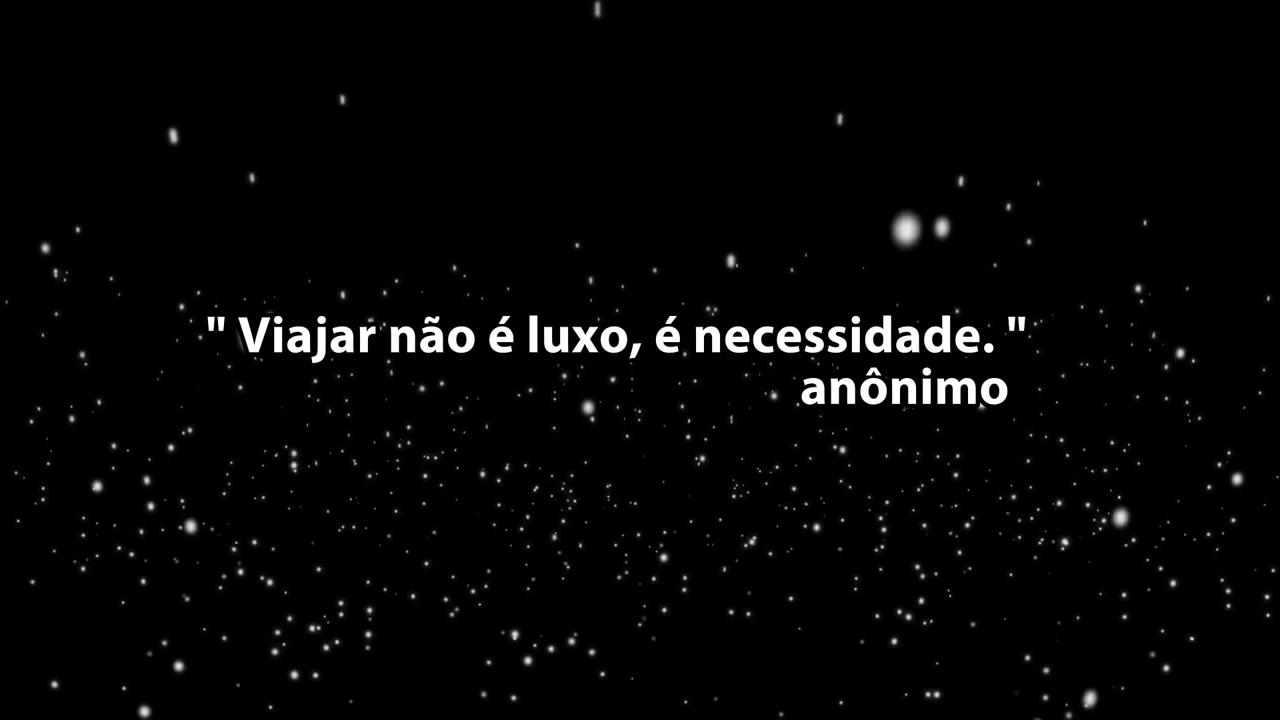 " Viajar não é luxo, é necessidade. "
anônimo